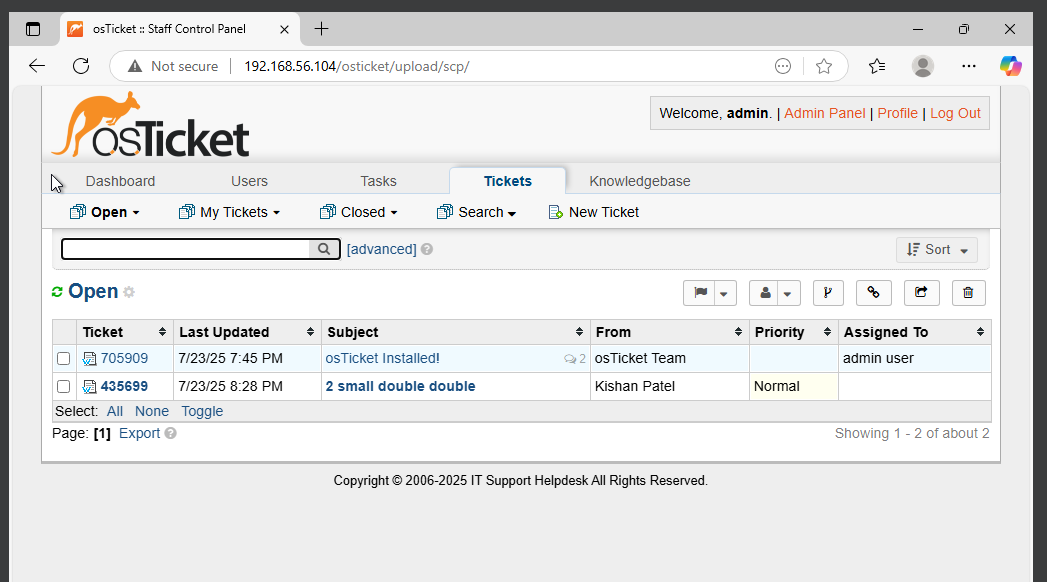 osTicket :: Staff Control Panel
Not secure 192.168.56.104/osticket/upload/scp/
osTicket
Welcome, admin. | Admin Panel | Profile | Log Out
Dashboard Users Tasks Tickets Knowledgebase
Open My Tickets Closed Search New Ticket
[advanced] ? Sort
Open
Ticket Last Updated Subject From Priority Assigned To
705909 7/23/25 7:45 PM osTicket Installed! 2 osTicket Team admin user
435699 7/23/25 8:28 PM 2 small double double Kishan Patel Normal
Select: All None Toggle
Page: [1] Export ? Showing 1 - 2 of about 2
Copyright © 2006-2025 IT Support Helpdesk All Rights Reserved.